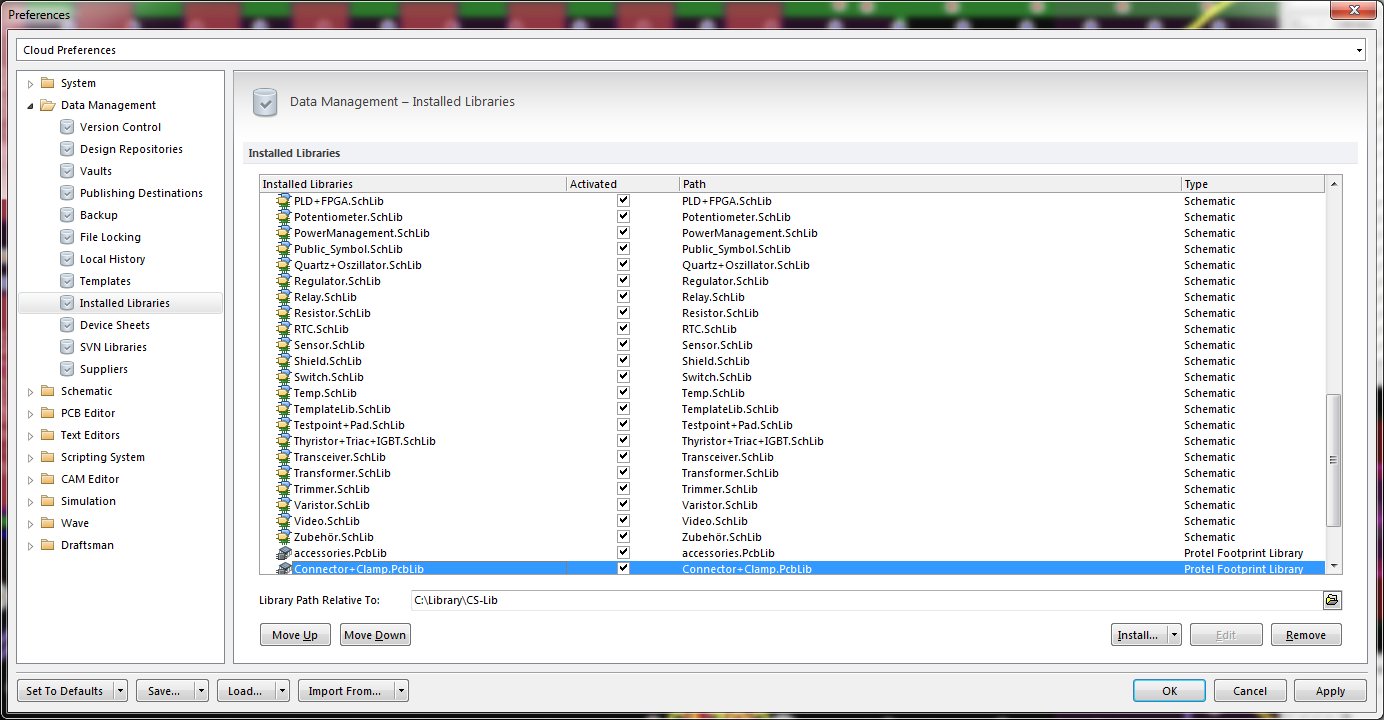 Preferences
Cloud Preferences
System
Data Management
Version Control
Design Repositories
Vaults
Publishing Destinations
Backup
File Locking
Local History
Templates
Installed Libraries
Device Sheets
SVN Libraries
Suppliers
Schematic
PCB Editor
Text Editors
Scripting System
CAM Editor
Simulation
Wave
Draftsman
Data Management – Installed Libraries
Installed Libraries
Installed Libraries Activated Path Type
PLD+FPGA.SchLib PLD+FPGA.SchLib Schematic
Potentiometer.SchLib Potentiometer.SchLib Schematic
PowerManagement.SchLib PowerManagement.SchLib Schematic
Public_Symbol.SchLib Public_Symbol.SchLib Schematic
Quartz+Oszillator.SchLib Quartz+Oszillator.SchLib Schematic
Regulator.SchLib Regulator.SchLib Schematic
Relay.SchLib Relay.SchLib Schematic
Resistor.SchLib Resistor.SchLib Schematic
RTC.SchLib RTC.SchLib Schematic
Sensor.SchLib Sensor.SchLib Schematic
Shield.SchLib Shield.SchLib Schematic
Switch.SchLib Switch.SchLib Schematic
Temp.SchLib Temp.SchLib Schematic
TemplateLib.SchLib TemplateLib.SchLib Schematic
Testpoint+Pad.SchLib Testpoint+Pad.SchLib Schematic
Thyristor+Triac+IGBT.SchLib Thyristor+Triac+IGBT.SchLib Schematic
Transceiver.SchLib Transceiver.SchLib Schematic
Transformer.SchLib Transformer.SchLib Schematic
Trimmer.SchLib Trimmer.SchLib Schematic
Varistor.SchLib Varistor.SchLib Schematic
Video.SchLib Video.SchLib Schematic
Zubehör.SchLib Zubehör.SchLib Schematic
accessories.PcbLib accessories.PcbLib Protel Footprint Library
Connector+Clamp.PcbLib Connector+Clamp.PcbLib Protel Footprint Library
Library Path Relative To: C:\Library\CS-Lib
Move Up Move Down Install... Edit Remove
Set To Defaults Save... Load... Import From... OK Cancel Apply